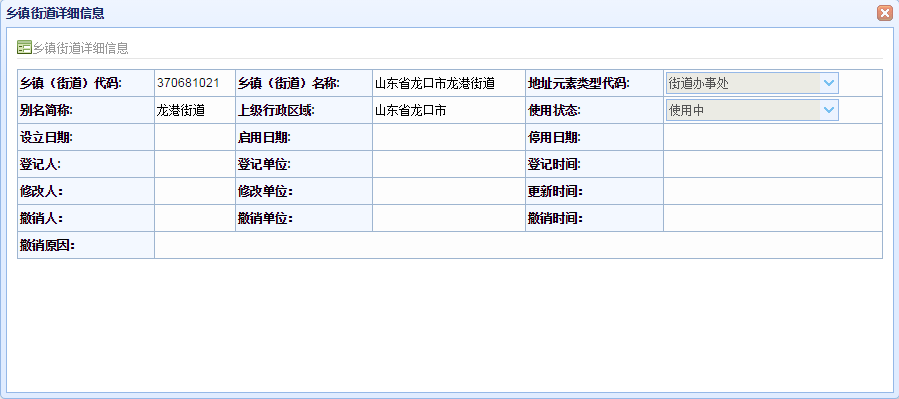 乡镇街道详细信息
乡镇街道详细信息
乡镇（街道）代码: 370681021 乡镇（街道）名称: 山东省龙口市龙港街道 地址元素类型代码: 街道办事处
别名简称: 龙港街道 上级行政区域: 山东省龙口市 使用状态: 使用中
设立日期: 启用日期: 停用日期:
登记人: 登记单位: 登记时间:
修改人： 修改单位： 更新时间：
撤销人： 撤销单位： 撤销时间：
撤销原因：